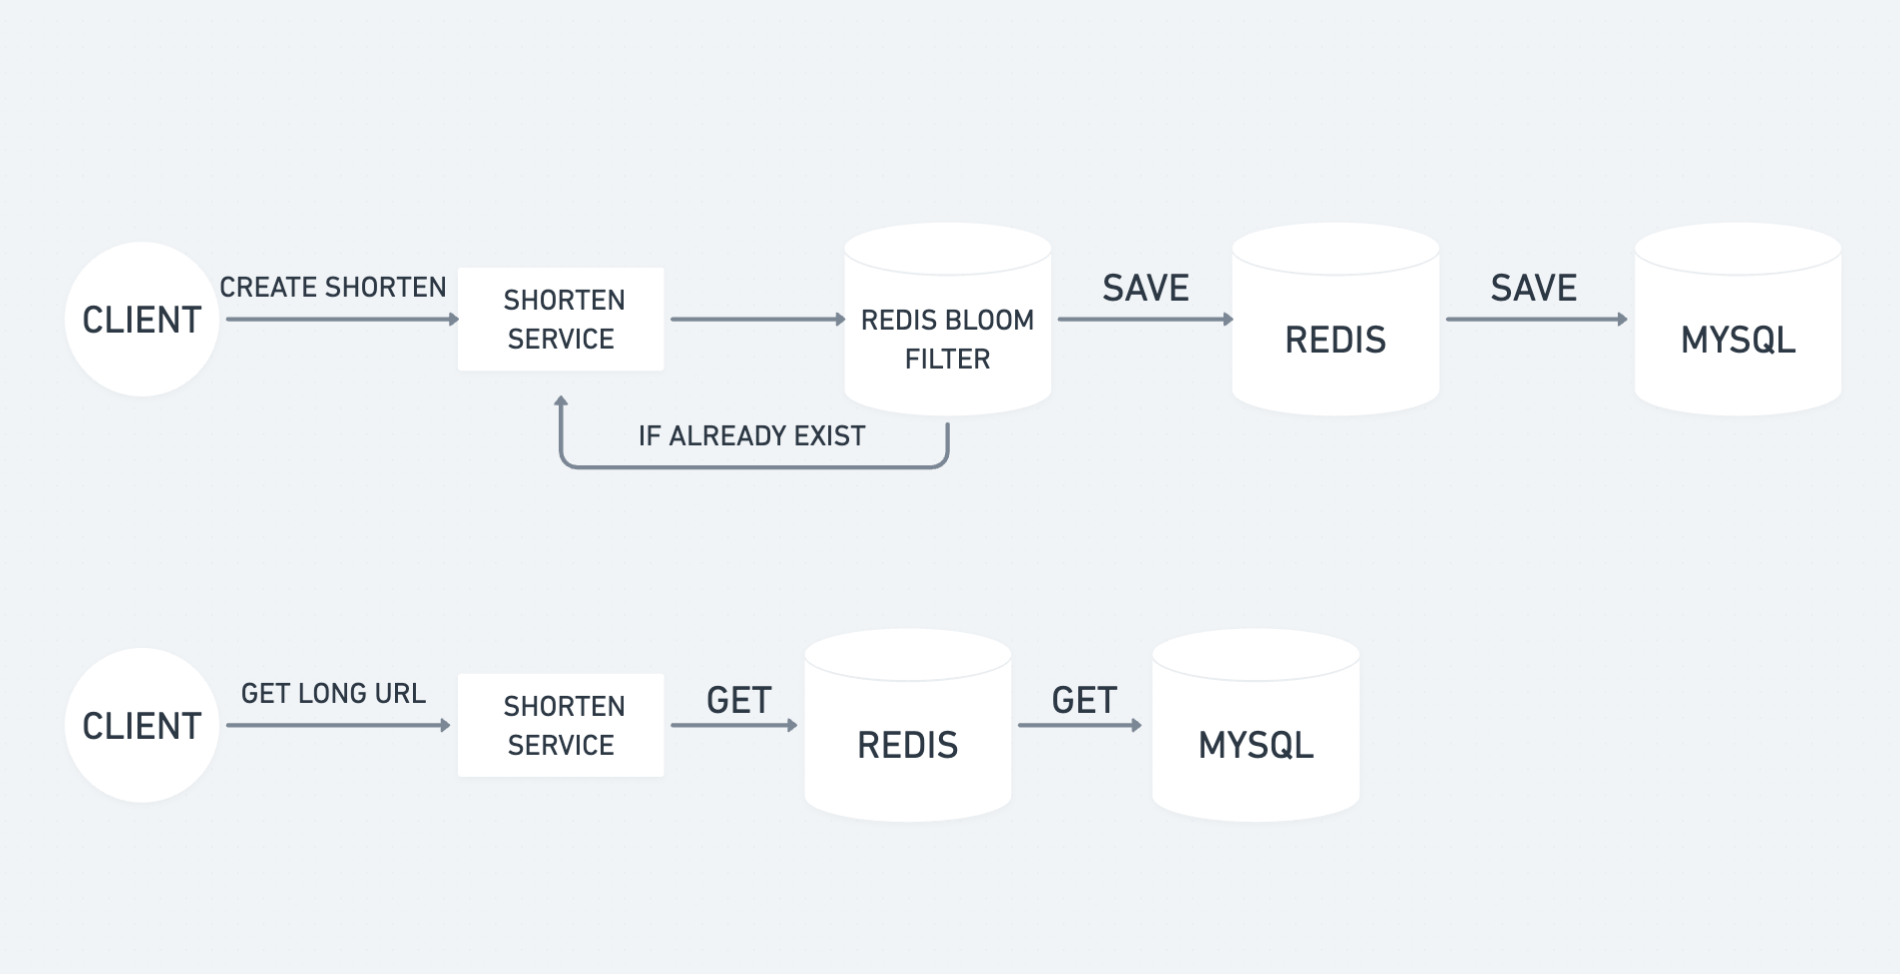 CREATE SHORTEN
CLIENT
SHORTEN
SERVICE
REDIS BLOOM
FILTER
SAVE
REDIS
SAVE
MYSQL
IF ALREADY EXIST
GET LONG URL
CLIENT
SHORTEN
SERVICE
GET
REDIS
GET
MYSQL